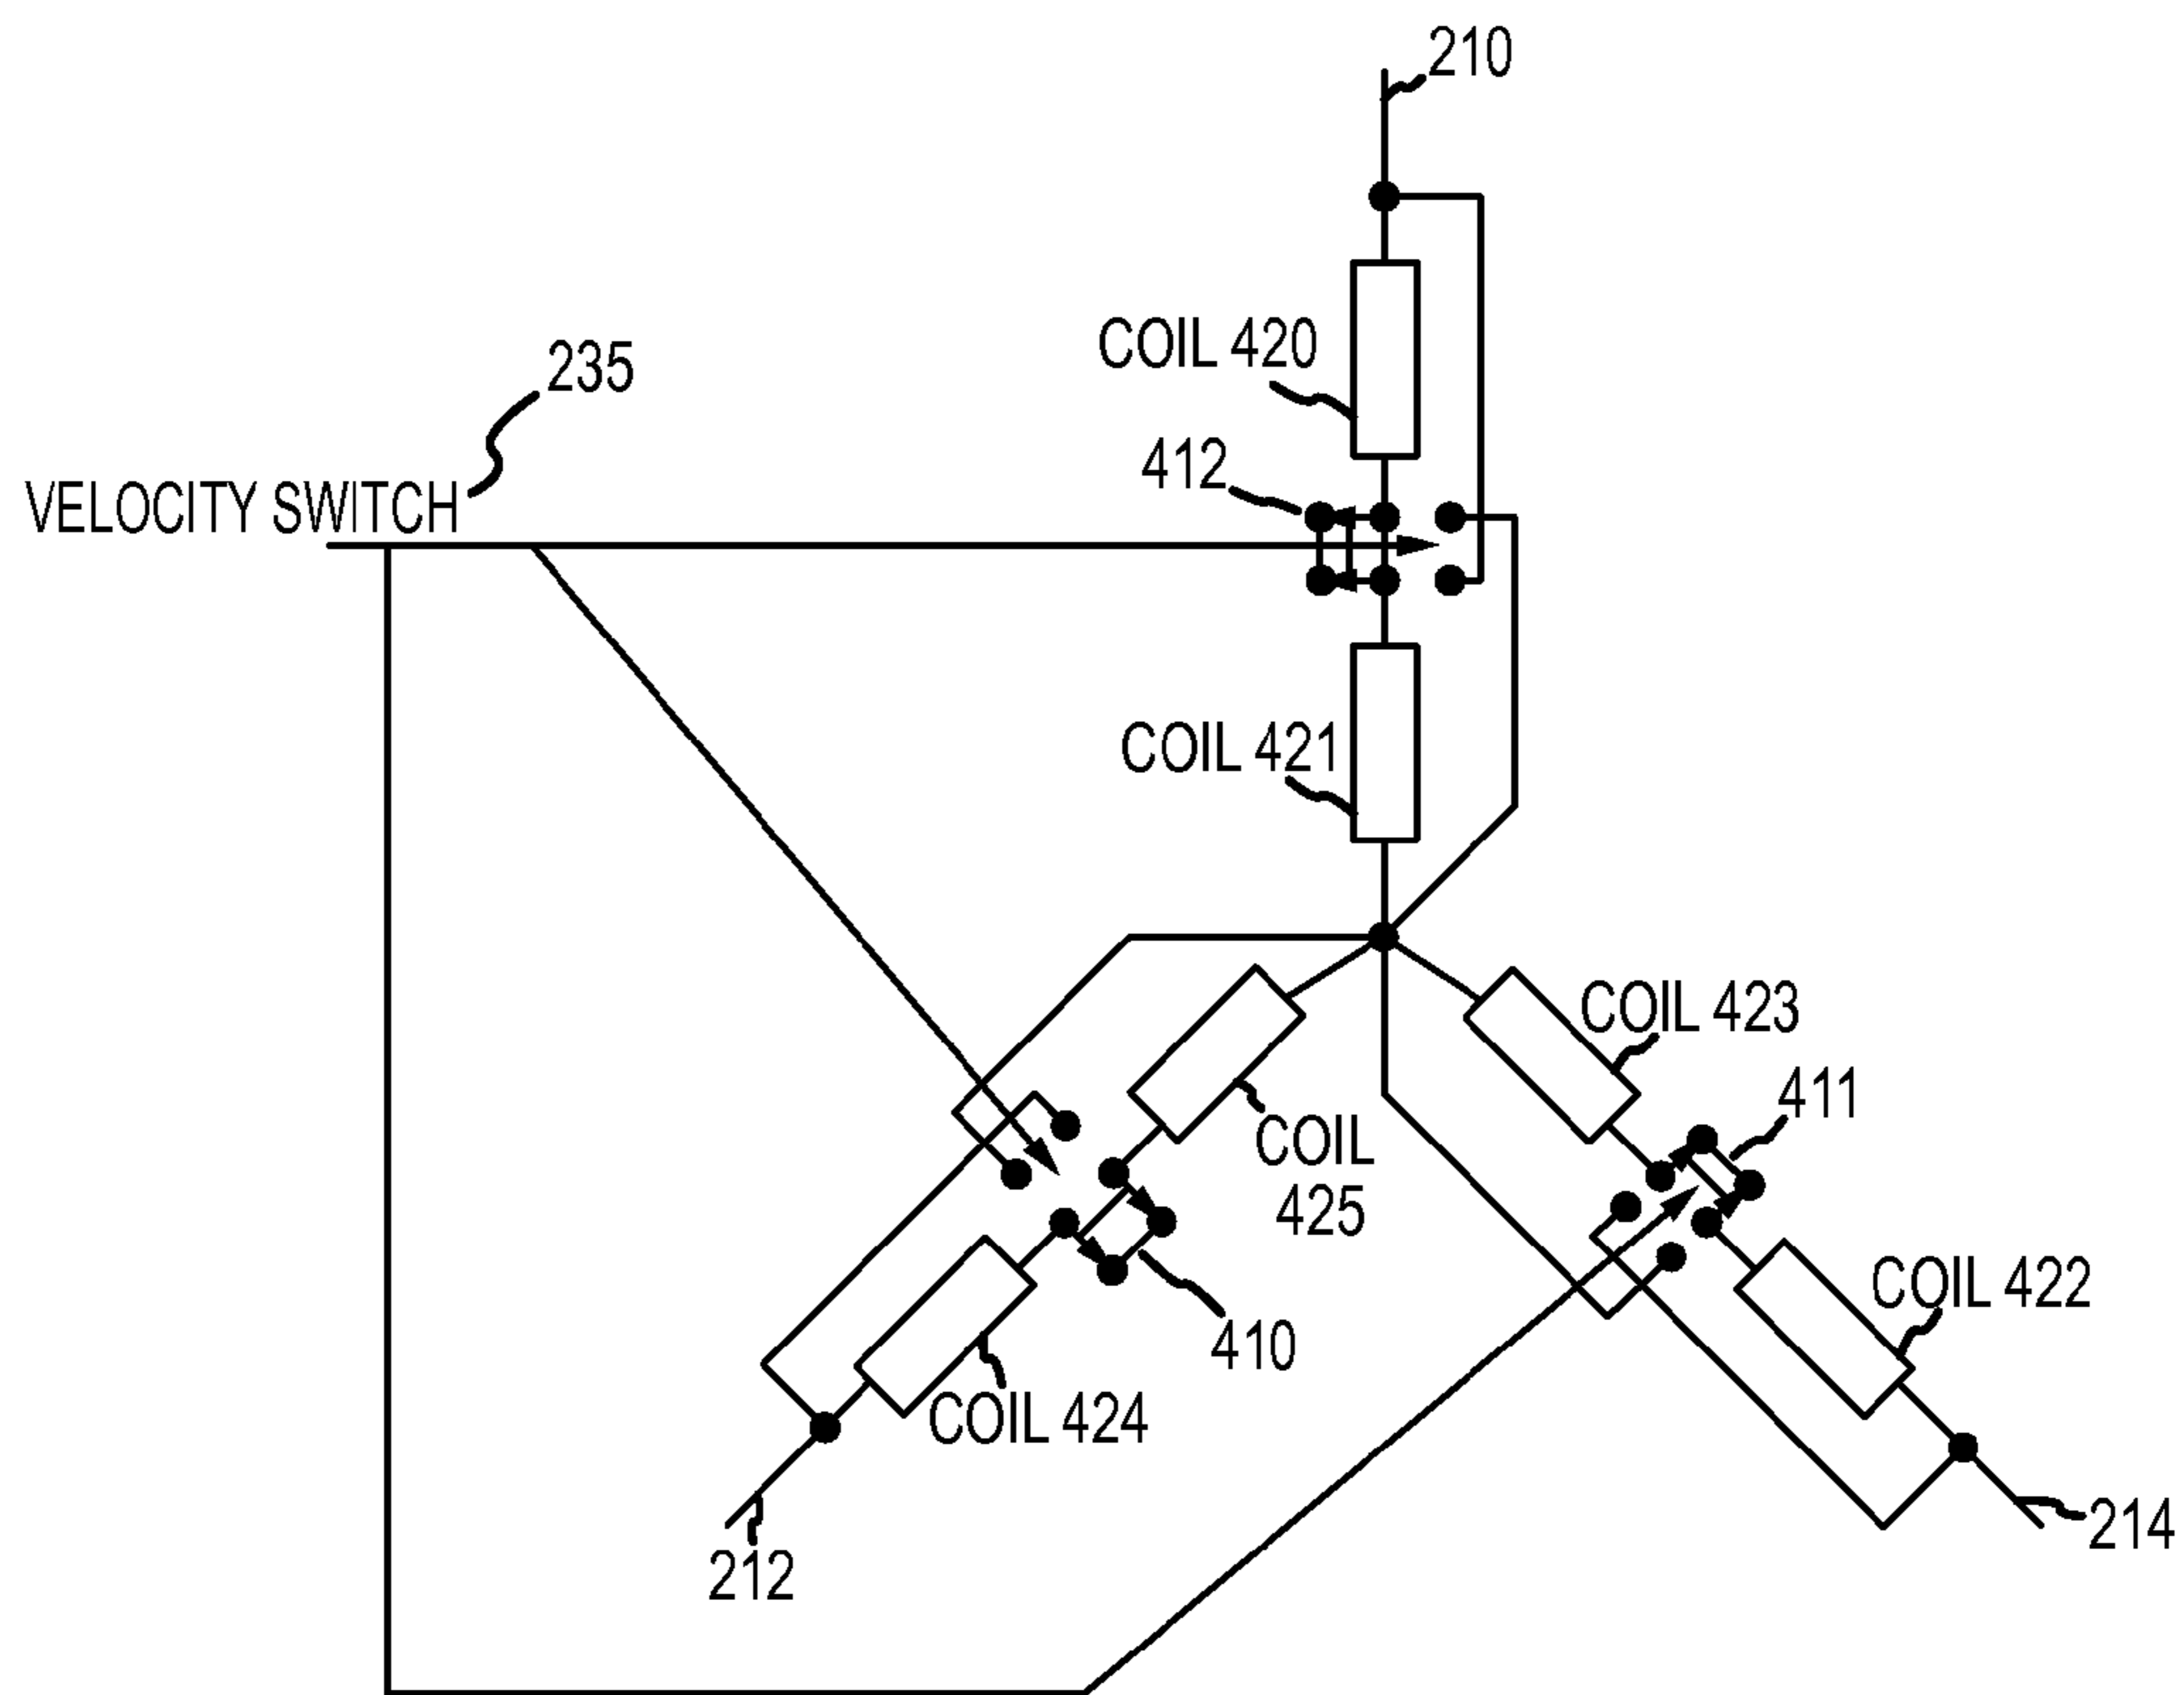 210
235
COIL 420
412
VELOCITY SWITCH
COIL 421
COIL 423
411
COIL
425
COIL 422
410
COIL 424
214
212